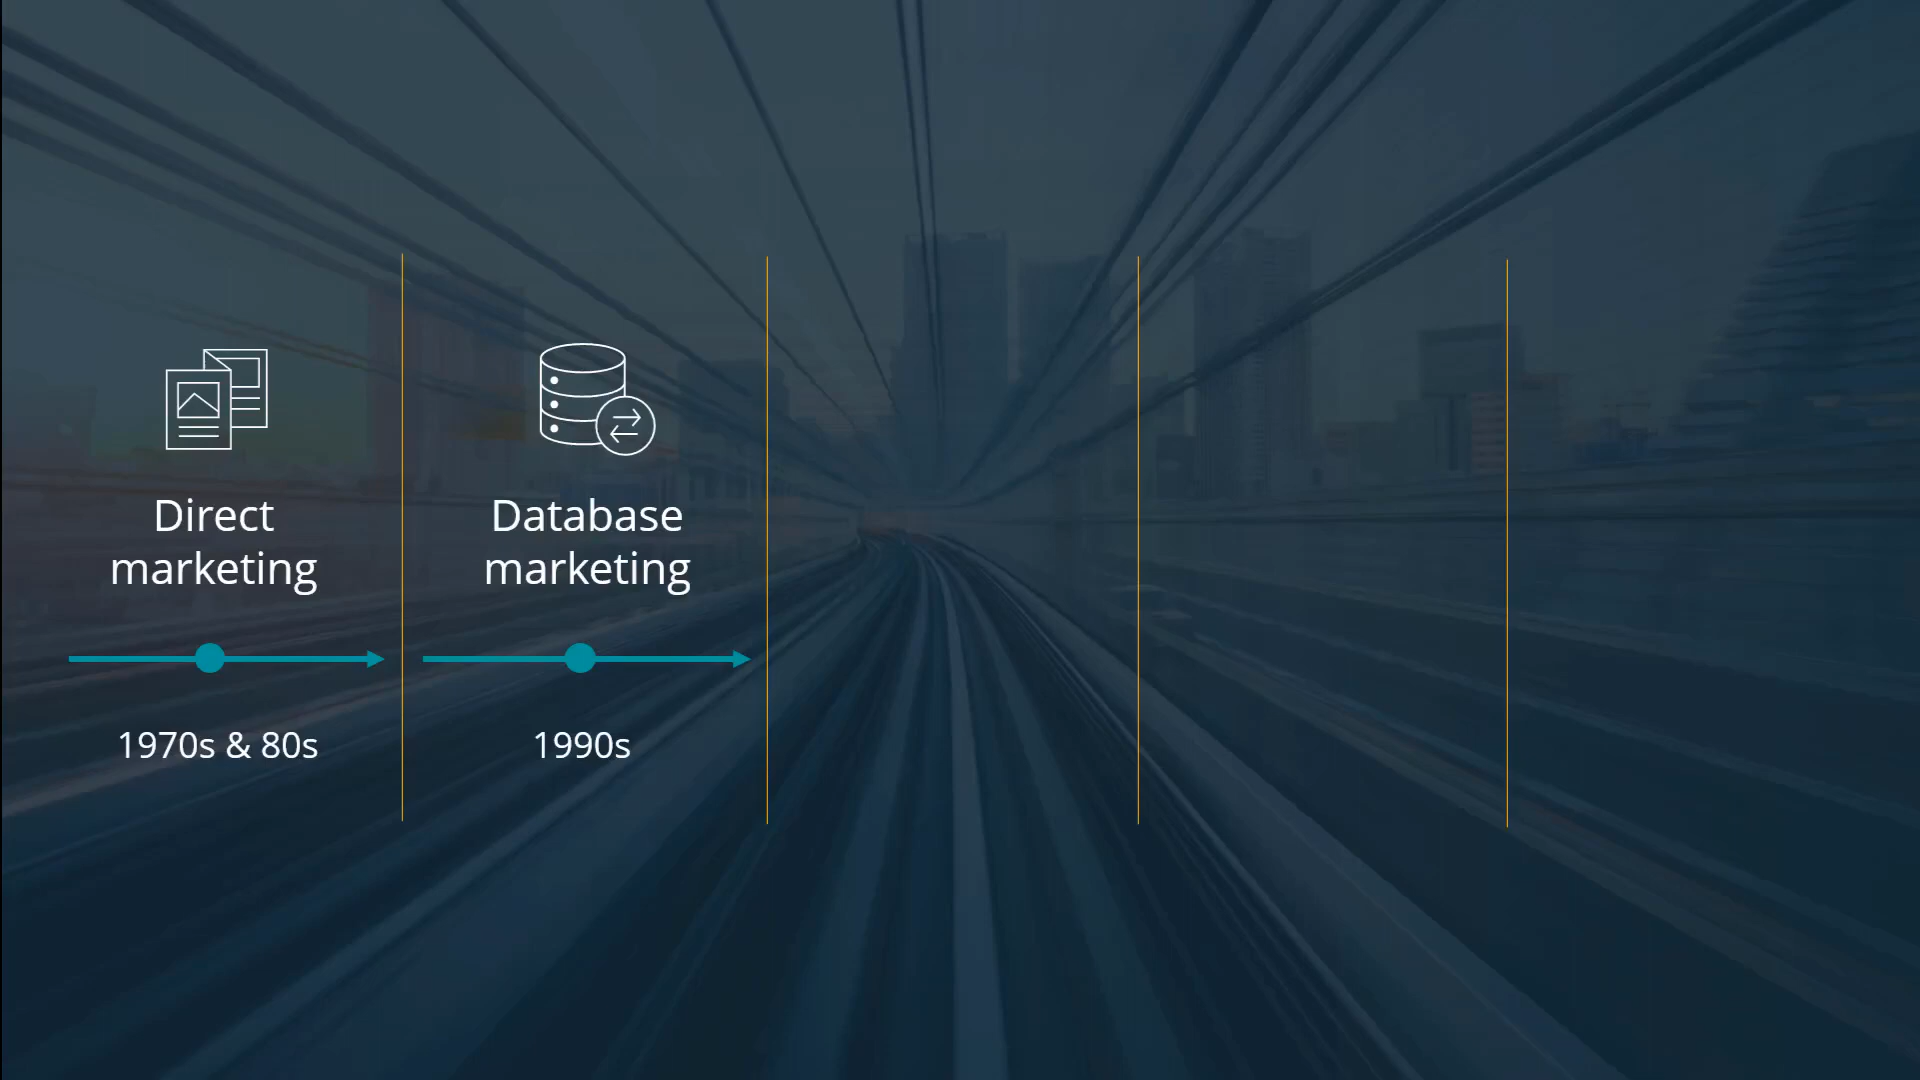 Direct
marketing
1970s & 80s
Database
marketing
1990s